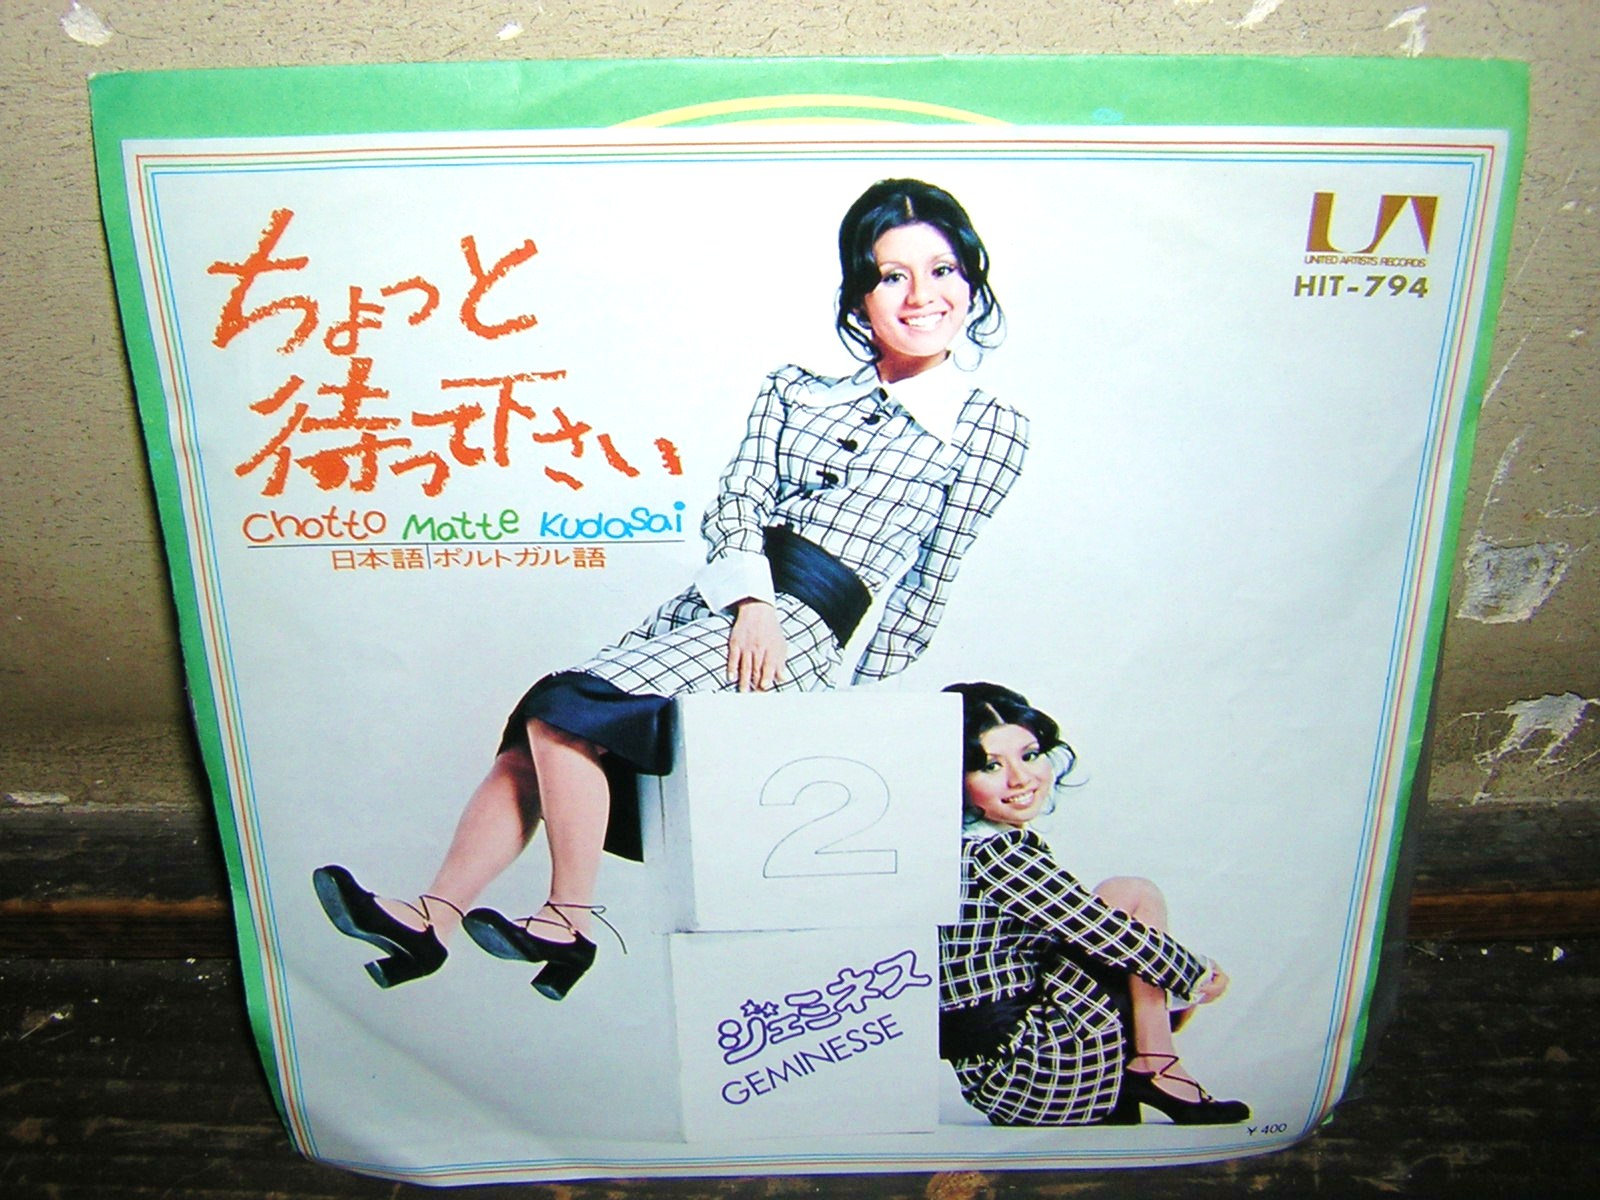 ちょっと
待って下さい
Chotto Matte Kudasai
日本語 ポルトガル語
UA
UNITED ARTISTS RECORDS
HIT-794
2
ジェミネス
GEMINESSE
¥400